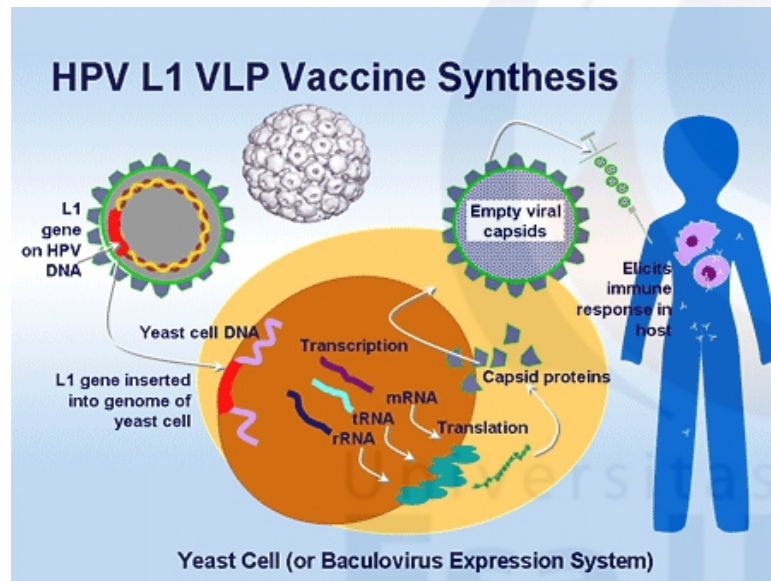 HPV L1 VLP Vaccine Synthesis
L1
gene
on HPV
DNA
Empty viral
capsids
Elicits
immune
response in
host
Yeast cell DNA
Transcription
L1 gene inserted
into genome of
yeast cell
mRNA
tRNA
rRNA
Capsid proteins
Translation
Universitas
Yeast Cell (or Baculovirus Expression System)